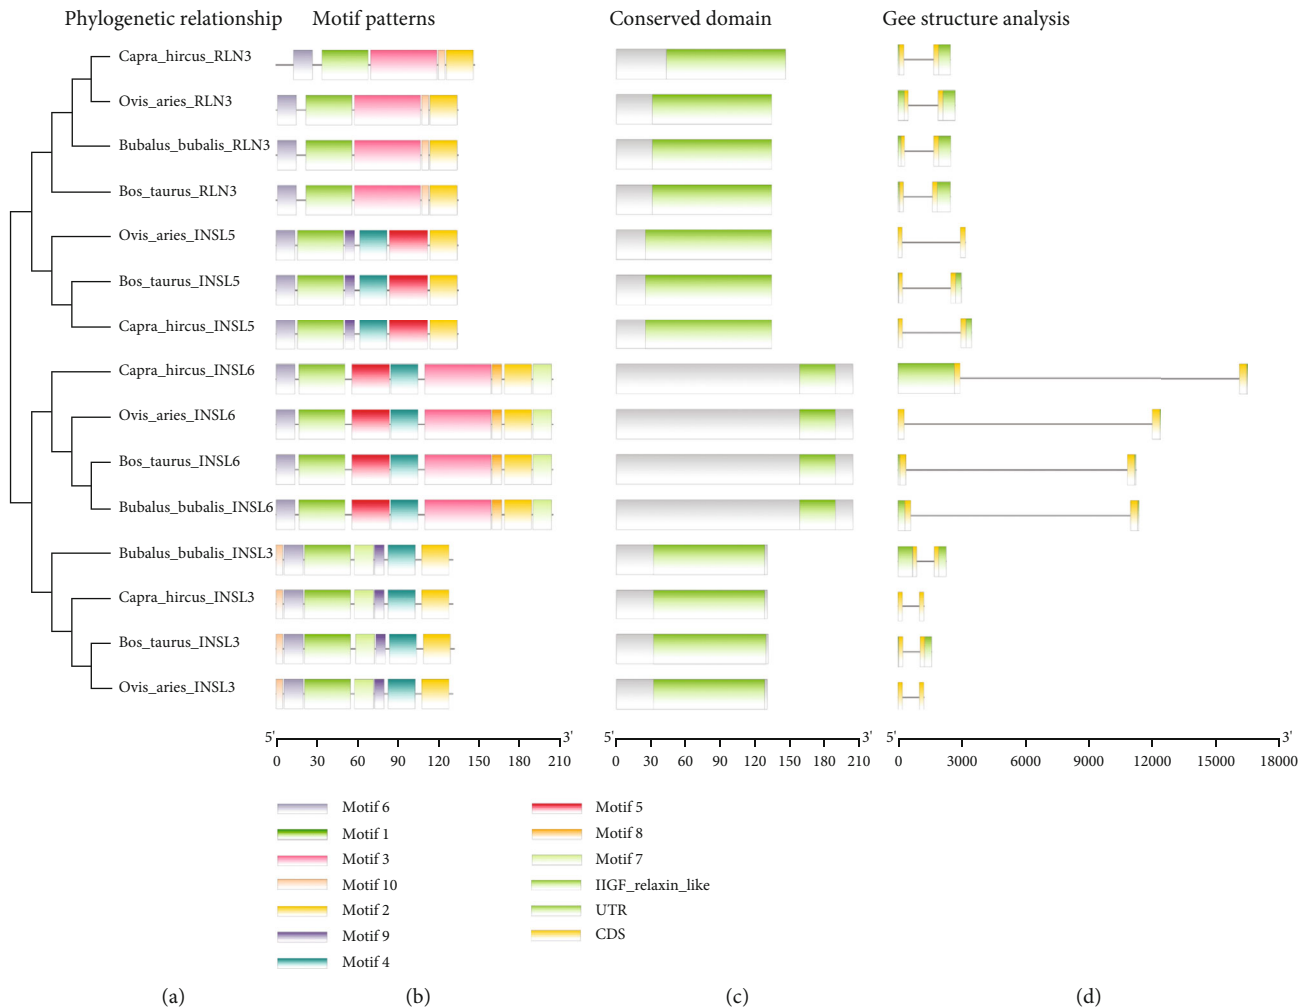 Phylogenetic relationship
Motif patterns
Conserved domain
Gee structure analysis
Capra_hircus_RLN3
Ovis_aries_RLN3
Bubalus_bubalis_RLN3
Bos_taurus_RLN3
Ovis_aries_INSL5
Bos_taurus_INSL5
Capra_hircus_INSL5
Capra_hircus_INSL6
Ovis_aries_INSL6
Bos_taurus_INSL6
Bubalus_bubalis_INSL6
Bubalus_bubalis_INSL3
Capra_hircus_INSL3
Bos_taurus_INSL3
Ovis_aries_INSL3
5' 3'
0 30 60 90 120 150 180 210
5' 3'
0 30 60 90 120 150 180 210
5' 3'
0 3000 6000 9000 12000 15000 18000
Motif 6
Motif 1
Motif 3
Motif 10
Motif 2
Motif 9
Motif 4
Motif 5
Motif 8
Motif 7
IIGF_relaxin_like
UTR
CDS
(a)
(b)
(c)
(d)